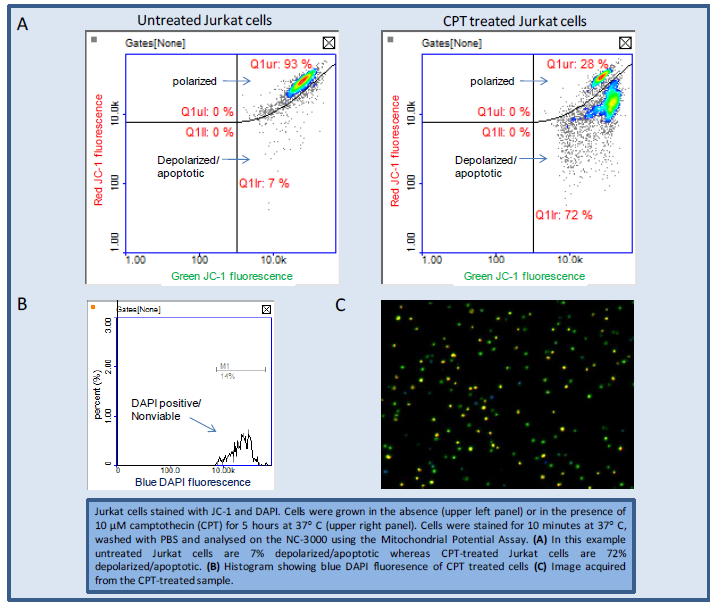 A
Untreated Jurkat cells
Gates[None]
Q1ur: 93 %
polarized
Q1ul: 0 %
Q1ll: 0 %
Depolarized/
apoptotic
Q1lr: 7 %
Red JC-1 fluorescence
10.0k
100
1.00
1.00
100
10.0k
Green JC-1 fluorescence
CPT treated Jurkat cells
Gates[None]
Q1ur: 28 %
polarized
Q1ul: 0 %
Q1ll: 0 %
Depolarized/
apoptotic
Q1lr: 72 %
Red JC-1 fluorescence
10.0k
100
1.00
1.00
100
10.0k
Green JC-1 fluorescence
B
Gates[None]
3.00
2.00
1.00
0
percent (%)
M1
14%
DAPI positive/
Nonviable
0
100.0
10.00k
Blue DAPI fluorescence
C
Jurkat cells stained with JC-1 and DAPI. Cells were grown in the absence (upper left panel) or in the presence of
10 µM camptothecin (CPT) for 5 hours at 37° C (upper right panel). Cells were stained for 10 minutes at 37° C,
washed with PBS and analysed on the NC-3000 using the Mitochondrial Potential Assay. (A) In this example
untreated Jurkat cells are 7% depolarized/apoptotic whereas CPT-treated Jurkat cells are 72%
depolarized/apoptotic. (B) Histogram showing blue DAPI fluoresence of CPT treated cells (C) Image acquired
from the CPT-treated sample.